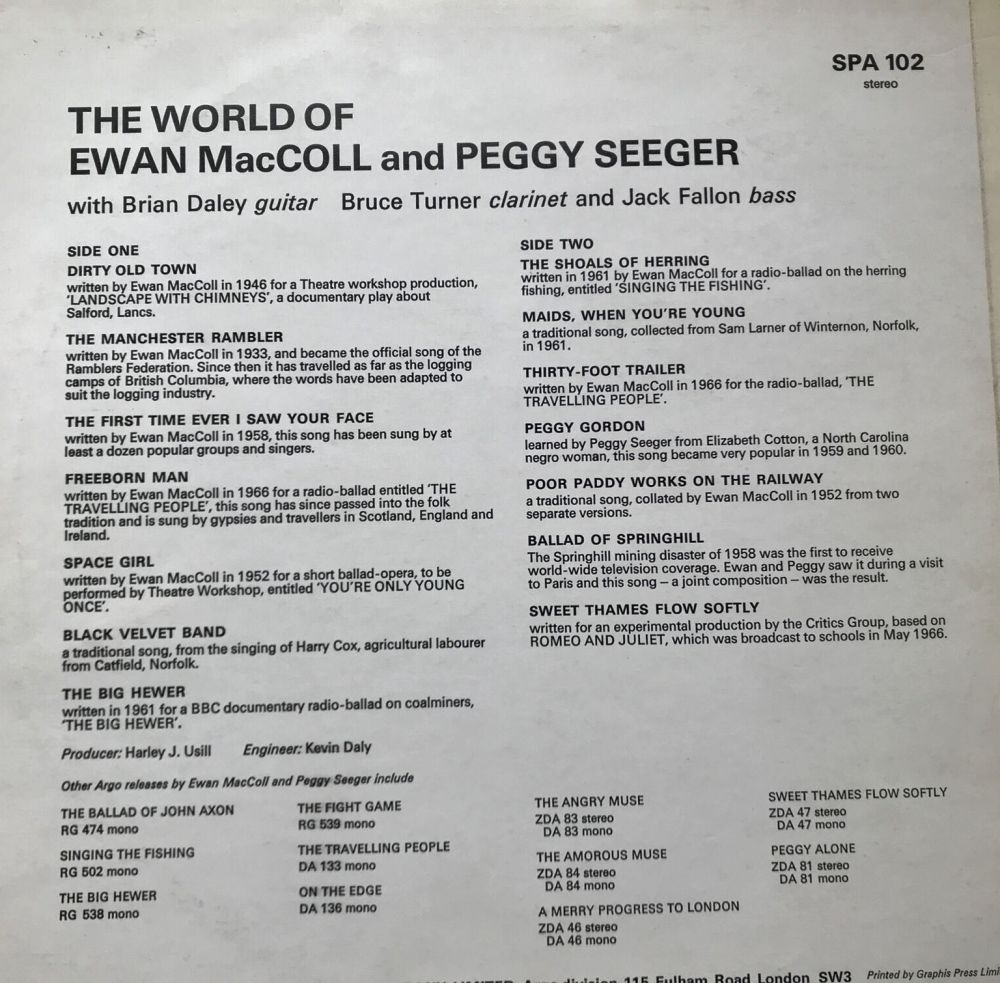 SPA 102
stereo
THE WORLD OF
EWAN MacCOLL and PEGGY SEEGER
with Brian Daley guitar Bruce Turner clarinet and Jack Fallon bass
SIDE ONE
DIRTY OLD TOWN
written by Ewan MacColl in 1946 for a Theatre workshop production,
'LANDSCAPE WITH CHIMNEYS', a documentary play about
Salford, Lancs.
THE MANCHESTER RAMBLER
written by Ewan MacColl in 1933, and became the official song of the
Ramblers Federation. Since then it has travelled as far as the logging
camps of British Columbia, where the words have been adapted to
suit the logging industry.
THE FIRST TIME EVER I SAW YOUR FACE
written by Ewan MacColl in 1958, this song has been sung by at
least a dozen popular groups and singers.
FREEBORN MAN
written by Ewan MacColl in 1966 for a radio-ballad entitled 'THE
TRAVELLING PEOPLE', this song has since passed into the folk
tradition and is sung by gypsies and travellers in Scotland, England and
Ireland.
SPACE GIRL
written by Ewan MacColl in 1952 for a short ballad-opera, to be
performed by Theatre Workshop, entitled 'YOU'RE ONLY YOUNG
ONCE'.
BLACK VELVET BAND
a traditional song, from the singing of Harry Cox, agricultural labourer
from Catfield, Norfolk.
THE BIG HEWER
written in 1961 for a BBC documentary radio-ballad on coalminers,
'THE BIG HEWER'.
Producer: Harley J. Usill Engineer: Kevin Daly
SIDE TWO
THE SHOALS OF HERRING
written in 1961 by Ewan MacColl for a radio-ballad on the herring
fishing, entitled 'SINGING THE FISHING'.
MAIDS, WHEN YOU'RE YOUNG
a traditional song, collected from Sam Larner of Winternon, Norfolk,
in 1961.
THIRTY-FOOT TRAILER
written by Ewan MacColl in 1966 for the radio-ballad, 'THE
TRAVELLING PEOPLE'.
PEGGY GORDON
learned by Peggy Seeger from Elizabeth Cotton, a North Carolina
negro woman, this song became very popular in 1959 and 1960.
POOR PADDY WORKS ON THE RAILWAY
a traditional song, collated by Ewan MacColl in 1952 from two
separate versions.
BALLAD OF SPRINGHILL
The Springhill mining disaster of 1958 was the first to receive
world-wide television coverage. Ewan and Peggy saw it during a visit
to Paris and this song – a joint composition – was the result.
SWEET THAMES FLOW SOFTLY
written for an experimental production by the Critics Group, based on
ROMEO AND JULIET, which was broadcast to schools in May 1966.
Other Argo releases by Ewan MacColl and Peggy Seeger include
THE BALLAD OF JOHN AXON
RG 474 mono
SINGING THE FISHING
RG 502 mono
THE BIG HEWER
RG 538 mono
THE FIGHT GAME
RG 539 mono
THE TRAVELLING PEOPLE
DA 133 mono
ON THE EDGE
DA 136 mono
THE ANGRY MUSE
ZDA 83 stereo
DA 83 mono
THE AMOROUS MUSE
ZDA 84 stereo
DA 84 mono
A MERRY PROGRESS TO LONDON
ZDA 46 stereo
DA 46 mono
SWEET THAMES FLOW SOFTLY
ZDA 47 stereo
DA 47 mono
PEGGY ALONE
ZDA 81 stereo
DA 81 mono
115 Fulham Road London SW3 Printed by Graphis Press Limi